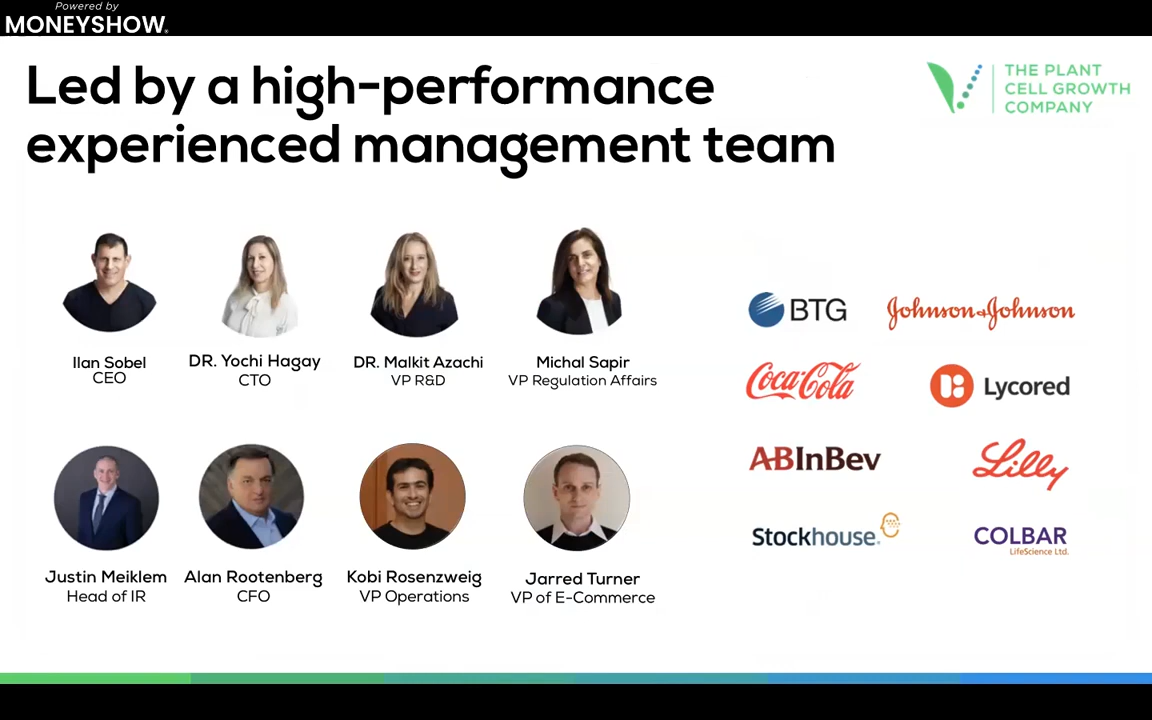 Powered by
MONEYSHOW®
Led by a high-performance
experienced management team
THE PLANT
CELL GROWTH
COMPANY
Ilan Sobel
CEO
DR. Yochi Hagay
CTO
DR. Malkit Azachi
VP R&D
Michal Sapir
VP Regulation Affairs
Justin Meiklem
Head of IR
Alan Rootenberg
CFO
Kobi Rosenzweig
VP Operations
Jarred Turner
VP of E-Commerce
BTG
Johnson & Johnson
Coca-Cola
Lycored
ABInBev
Lilly
Stockhouse
COLBAR
LifeScience Ltd.